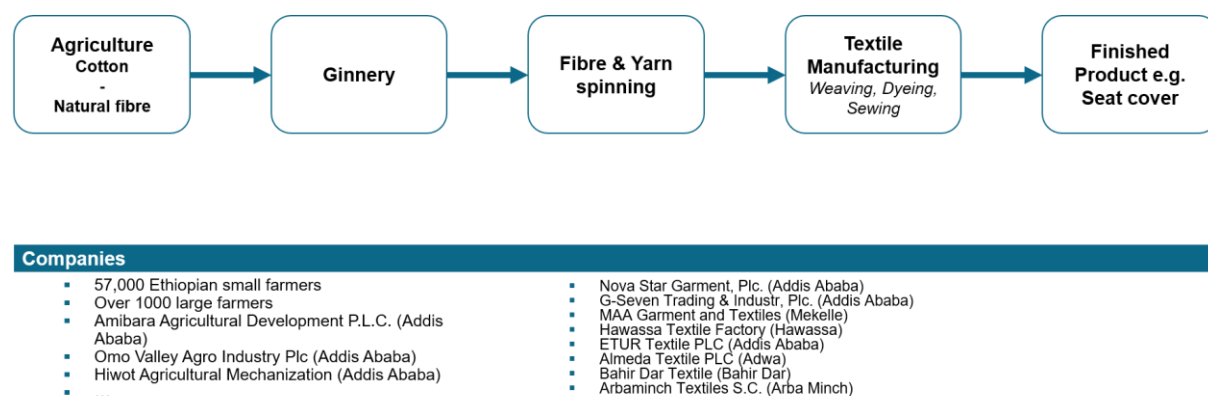 Agriculture
Cotton
-
Natural fibre
Ginnery
Fibre & Yarn
spinning
Textile
Manufacturing
Weaving, Dyeing,
Sewing
Finished
Product e.g.
Seat cover
Companies
57,000 Ethiopian small farmers
Over 1000 large farmers
Amibara Agricultural Development P.L.C. (Addis
Ababa)
Omo Valley Agro Industry Plc (Addis Ababa)
Hiwot Agricultural Mechanization (Addis Ababa)
...
Nova Star Garment, Plc. (Addis Ababa)
G-Seven Trading & Industr, Plc. (Addis Ababa)
MAA Garment and Textiles (Mekelle)
Hawassa Textile Factory (Hawassa)
ETUR Textile PLC (Addis Ababa)
Almeda Textile PLC (Adwa)
Bahir Dar Textile (Bahir Dar)
Arbaminch Textiles S.C. (Arba Minch)